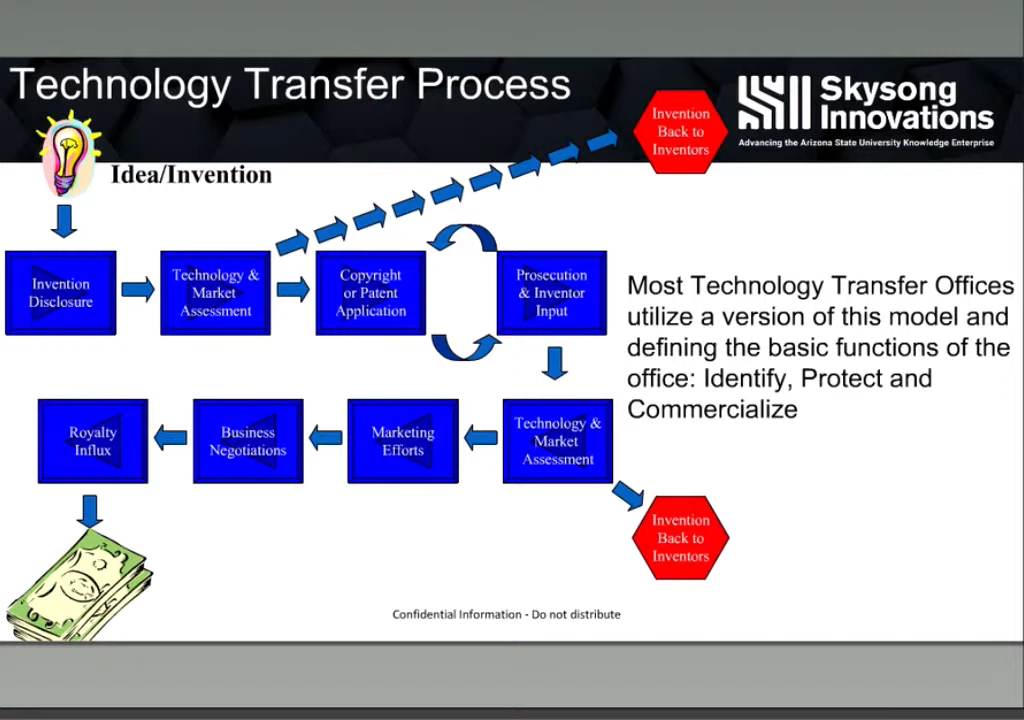 Technology Transfer Process
Skysong
Innovations
Advancing the Arizona State University Knowledge Enterprise
Invention
Back to
Inventors
Idea/Invention
Invention
Disclosure
Technology &
Market
Assessment
Copyright
or Patent
Application
Prosecution
& Inventor
Input
Most Technology Transfer Offices
utilize a version of this model and
defining the basic functions of the
office: Identify, Protect and
Commercialize
Technology &
Market
Assessment
Marketing
Efforts
Business
Negotiations
Royalty
Influx
Invention
Back to
Inventors
Confidential Information - Do not distribute